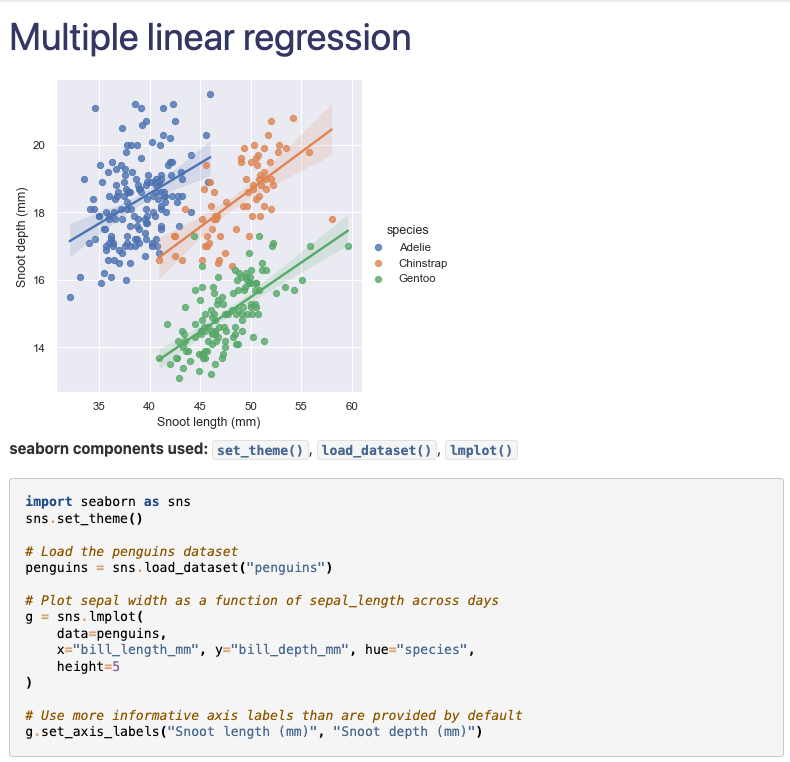 Multiple linear regression
20
18
16
14
Snoot depth (mm)
35 40 45 50 55 60
Snoot length (mm)
species
Adelie
Chinstrap
Gentoo
seaborn components used: set_theme(), load_dataset(), lmplot()
import seaborn as sns
sns.set_theme()
# Load the penguins dataset
penguins = sns.load_dataset("penguins")
# Plot sepal width as a function of sepal_length across days
g = sns.lmplot(
    data=penguins,
    x="bill_length_mm", y="bill_depth_mm", hue="species",
    height=5
)
# Use more informative axis labels than are provided by default
g.set_axis_labels("Snoot length (mm)", "Snoot depth (mm)")